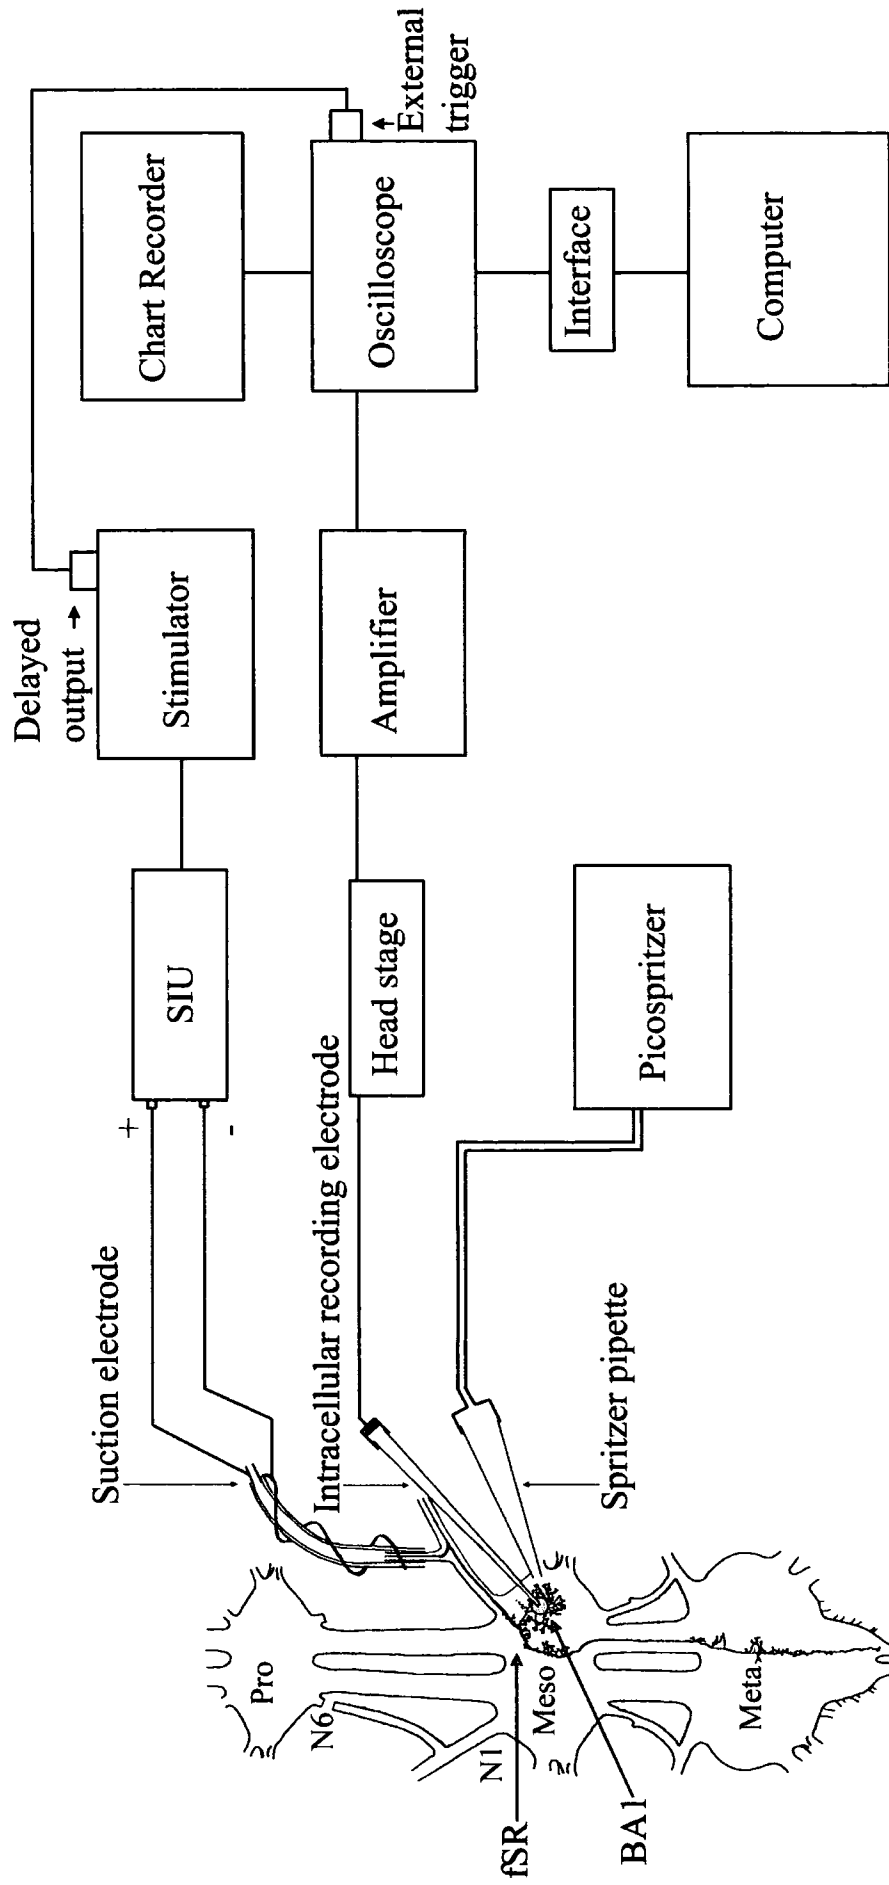 Delayed
output →
External
trigger
Chart Recorder
Stimulator
SIU
+
-
Suction electrode
Oscilloscope
Amplifier
Head stage
Intracellular recording electrode
Interface
Computer
Picospritzer
Spritzer pipette
Pro
N6
N1
Meso
Meta
fSR
BA1